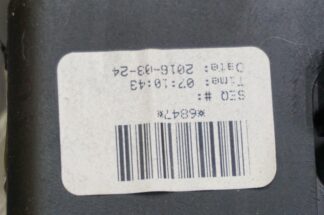 *6847*
SEQ #:
Time: 07:10:43
Date: 2016-03-24